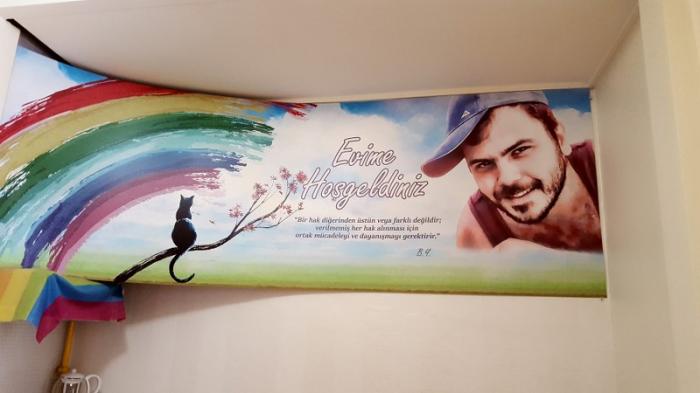 Evime
Hoşgeldiniz
"Bir hak diğerinden üstün veya farklı değildir;
verilmemiş her hak alınması için
ortak mücadeleyi ve dayanışmayı gerektirir."
B.Y.